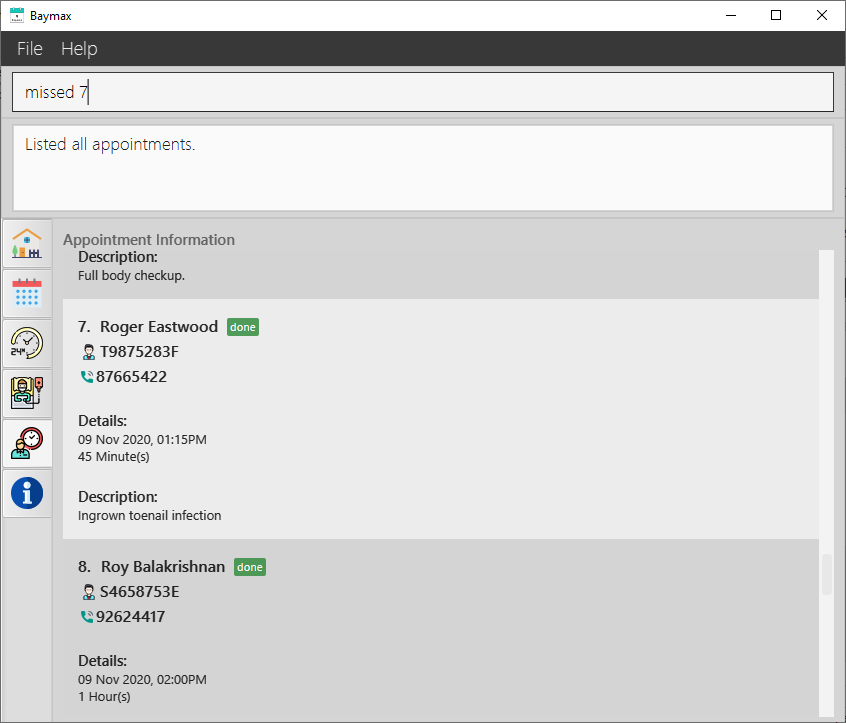 Baymax
File Help
missed 7
Listed all appointments.
Appointment Information
Description:
Full body checkup.
7. Roger Eastwood done
T9875283F
87665422
Details:
09 Nov 2020, 01:15PM
45 Minute(s)
Description:
Ingrown toenail infection
8. Roy Balakrishnan done
S4658753E
92624417
Details:
09 Nov 2020, 02:00PM
1 Hour(s)